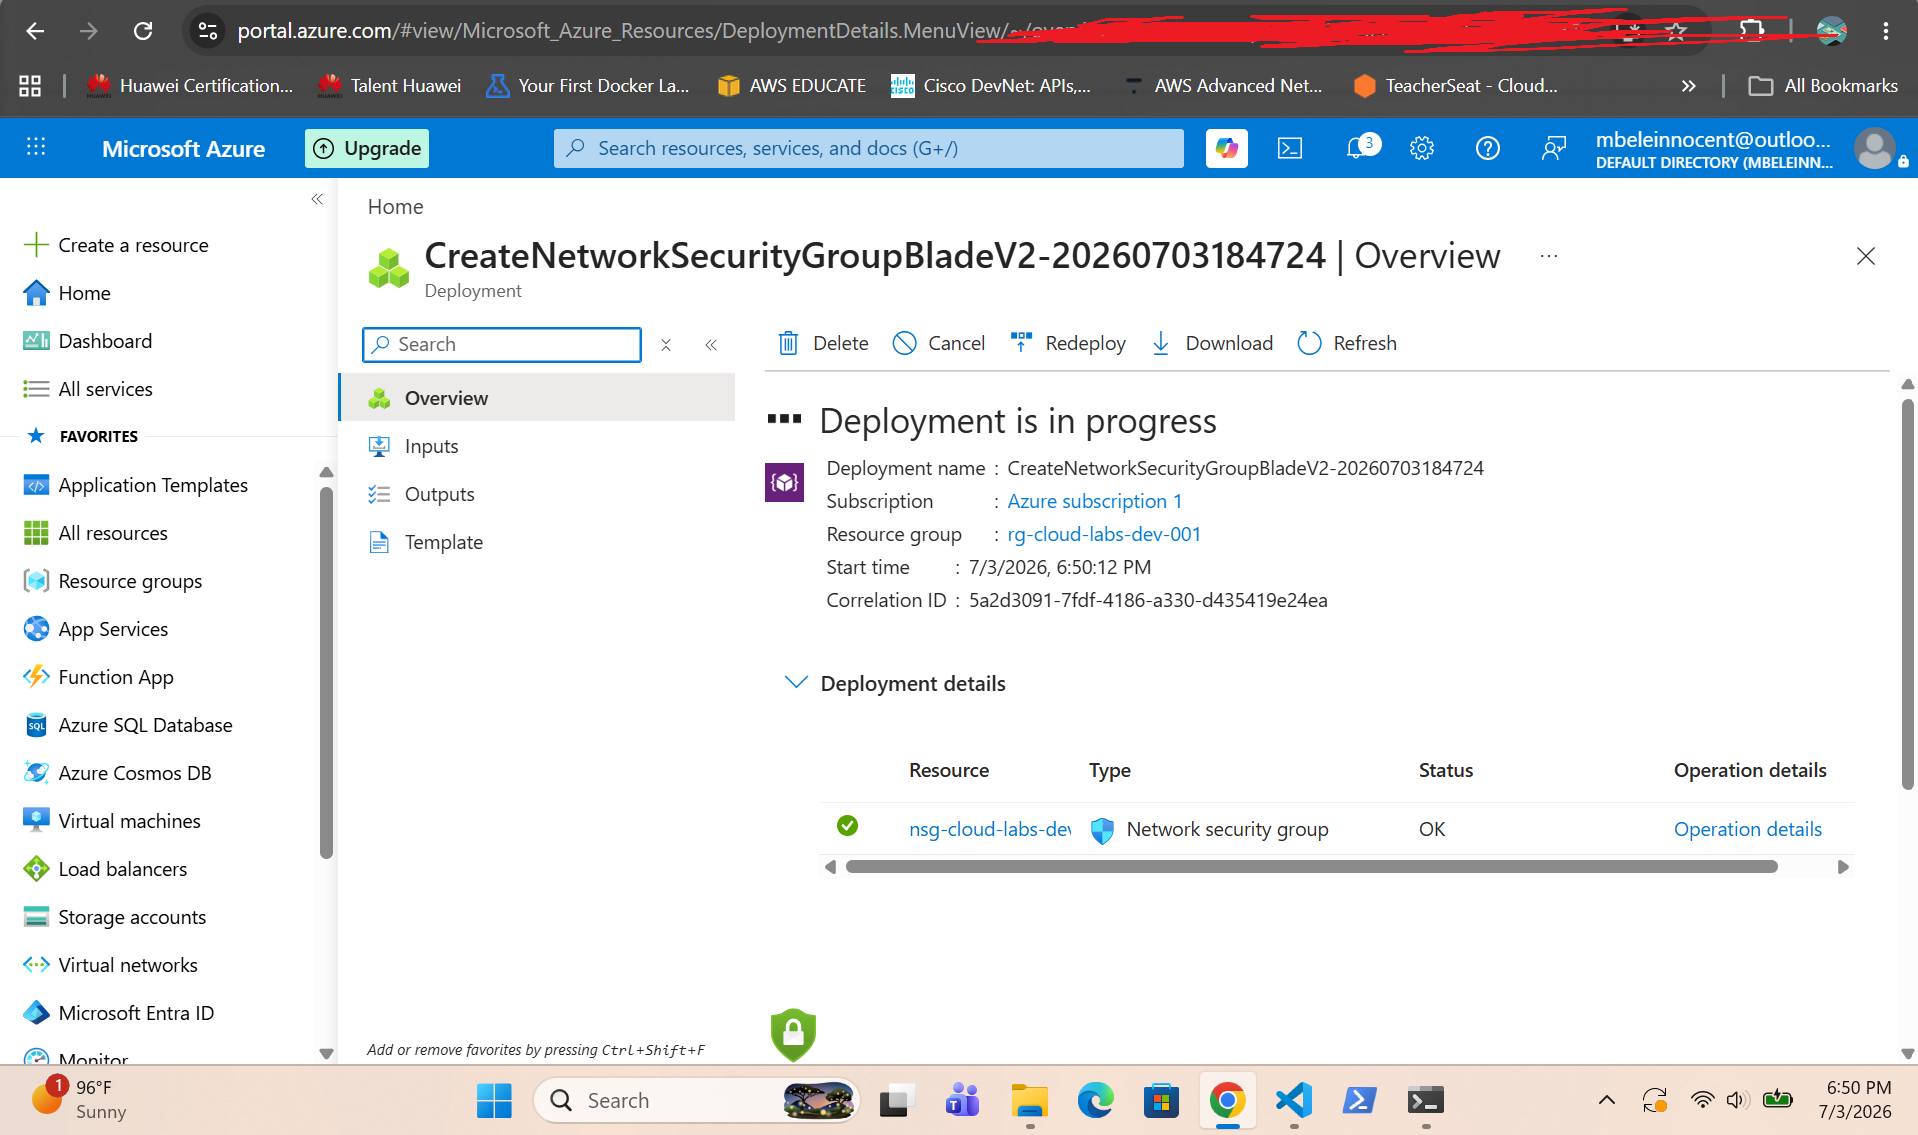 portal.azure.com/#view/Microsoft_Azure_Resources/DeploymentDetails.MenuView/
Huawei Certification... Talent Huawei Your First Docker La... AWS EDUCATE Cisco DevNet: APIs,... AWS Advanced Net... TeacherSeat - Cloud... » All Bookmarks
Microsoft Azure Upgrade Search resources, services, and docs (G+/) 3 mbeleinnocent@outloo...
DEFAULT DIRECTORY (MBELEINN...
Home
CreateNetworkSecurityGroupBladeV2-20260703184724 | Overview ...
Deployment
Create a resource
Home
Dashboard
All services
FAVORITES
Application Templates
All resources
Resource groups
App Services
Function App
Azure SQL Database
Azure Cosmos DB
Virtual machines
Load balancers
Storage accounts
Virtual networks
Microsoft Entra ID
Monitor
Search
Overview
Inputs
Outputs
Template
Add or remove favorites by pressing Ctrl+Shift+F
Delete Cancel Redeploy Download Refresh
Deployment is in progress
Deployment name : CreateNetworkSecurityGroupBladeV2-20260703184724
Subscription : Azure subscription 1
Resource group : rg-cloud-labs-dev-001
Start time : 7/3/2026, 6:50:12 PM
Correlation ID : 5a2d3091-7fdf-4186-a330-d435419e24ea
Deployment details
Resource Type Status Operation details
nsg-cloud-labs-dev Network security group OK Operation details
1 96°F
Sunny
Search
6:50 PM
7/3/2026